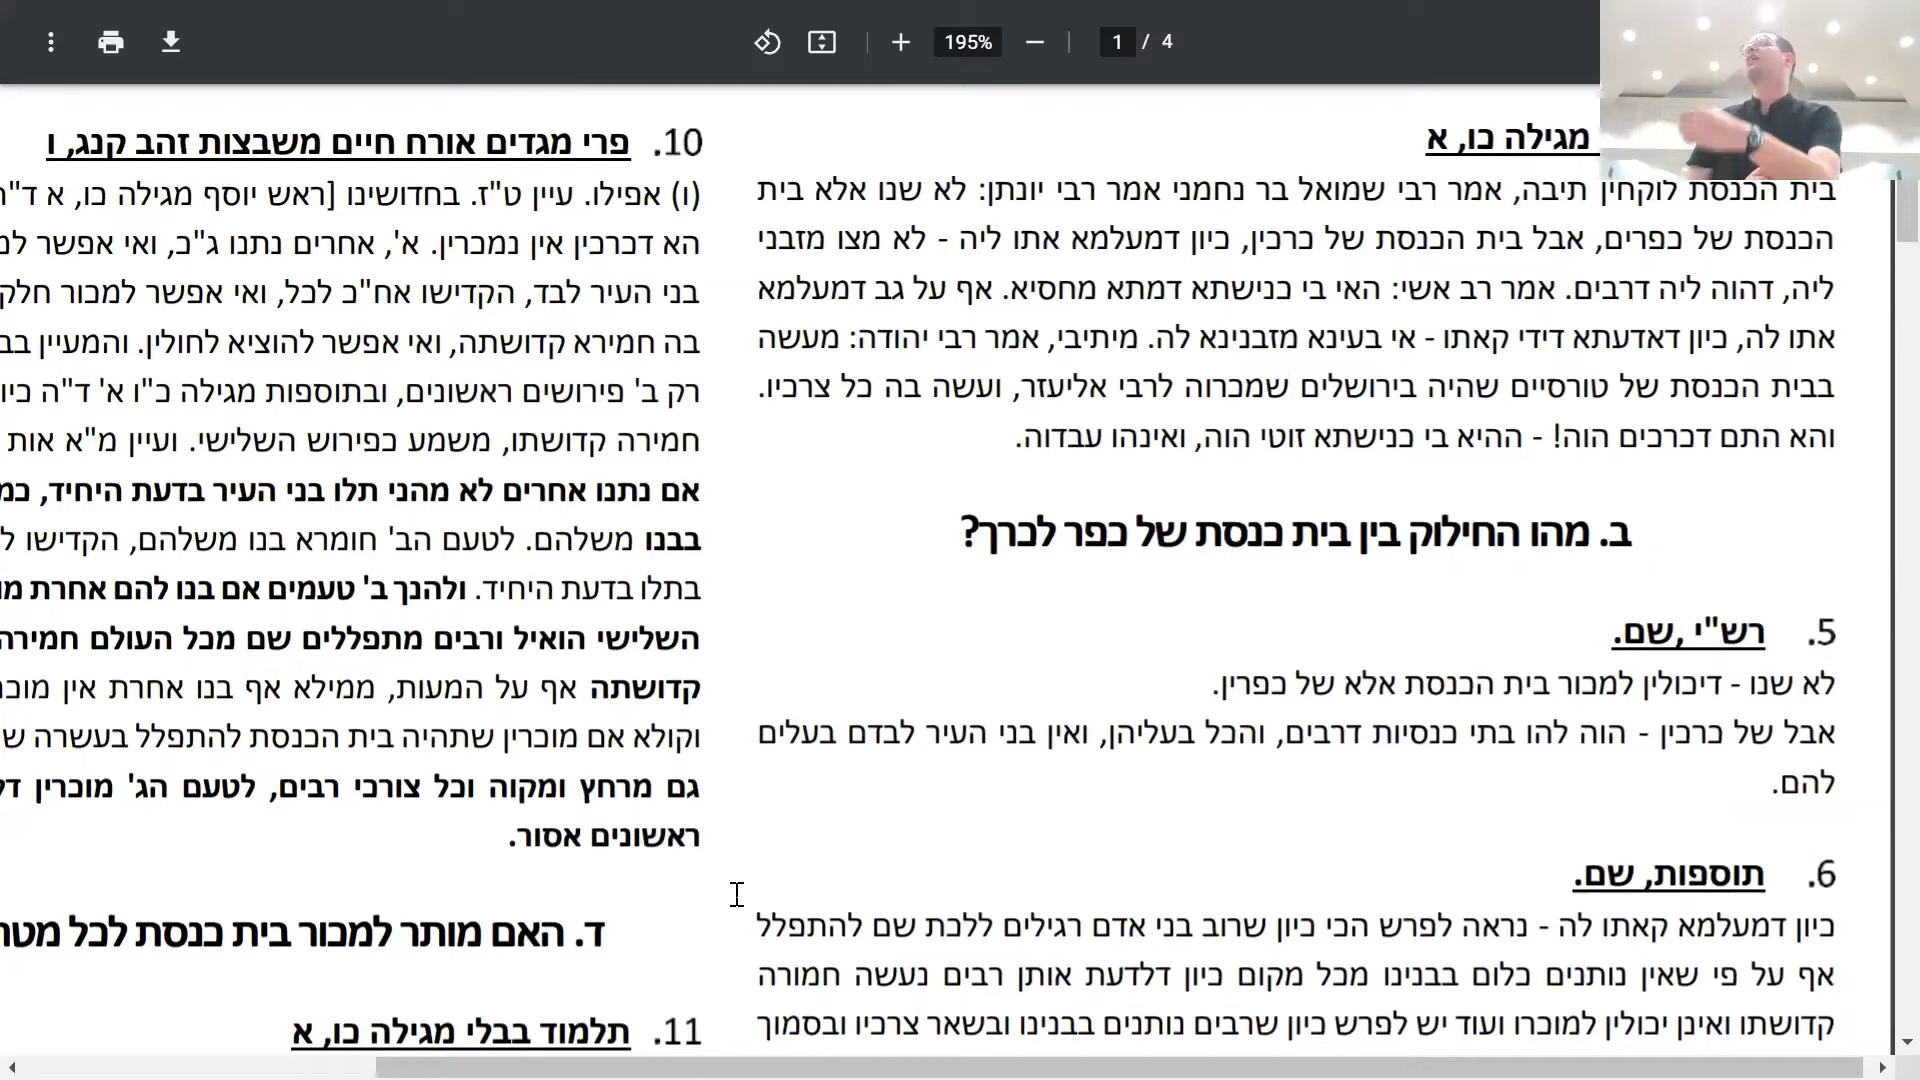 195%
1 / 4
מגילה כו, א
בית הכנסת לוקחין תיבה, אמר רבי שמואל בר נחמני אמר רבי יונתן: לא שנו אלא בית
הכנסת של כפרים, אבל בית הכנסת של כרכין, כיון דמעלמא אתו ליה - לא מצו מזבני
ליה, דהוה ליה דרבים. אמר רב אשי: האי בי כנישתא דמתא מחסיא. אף על גב דמעלמא
אתו לה, כיון דאדעתא דידי קאתו - אי בעינא מזבנינא לה. מיתיבי, אמר רבי יהודה: מעשה
בבית הכנסת של טורסיים שהיה בירושלים שמכרוה לרבי אליעזר, ועשה בה כל צרכיו.
והא התם דכרכים הוה! - ההיא בי כנישתא זוטי הוה, ואינהו עבדוה.
ב. מהו החילוק בין בית כנסת של כפר לכרך?
5. רש"י ,שם.
לא שנו - דיכולין למכור בית הכנסת אלא של כפרין.
אבל של כרכין - הוה להו בתי כנסיות דרבים, והכל בעליהן, ואין בני העיר לבדם בעלים
להם.
6. תוספות, שם.
כיון דמעלמא קאתו לה - נראה לפרש הכי כיון שרוב בני אדם רגילים ללכת שם להתפלל
אף על פי שאין נותנים כלום בבנינו מכל מקום כיון דלדעת אותן רבים נעשה חמורה
קדושתו ואינן יכולין למוכרו ועוד יש לפרש כיון שרבים נותנים בבנינו ובשאר צרכיו ובסמוך
10. פרי מגדים אורח חיים משבצות זהב קנג, ו
(ו) אפילו. עיין ט"ז. בחדושינו [ראש יוסף מגילה כו, א ד"ה
הא דכרכין אין נמכרין. א', אחרים נתנו ג"כ, ואי אפשר
בני העיר לבד, הקדישו אח"כ לכל, ואי אפשר למכור חלק
בה חמירא קדושתה, ואי אפשר להוציא לחולין. והמעיין
רק ב' פירושים ראשונים, ובתוספות מגילה כ"ו א' ד"ה כיו
חמירה קדושתו, משמע כפירוש השלישי. ועיין מ"א אות
אם נתנו אחרים לא מהני תלו בני העיר בדעת היחיד,
בבנו משלהם. לטעם הב' חומרא בנו משלהם, הקדישו
בתלו בדעת היחיד. ולהנך ב' טעמים אם בנו להם אחרת
השלישי הואיל ורבים מתפללים שם מכל העולם חמירה
קדושתה אף על המעות, ממילא אף בנו אחרת אין
וקולא אם מוכרין שתהיה בית הכנסת להתפלל בעשרה
גם מרחץ ומקוה וכל צורכי רבים, לטעם הג' מוכרין
ראשונים אסור.
ד. האם מותר למכור בית כנסת לכל
11. תלמוד בבלי מגילה כו, א